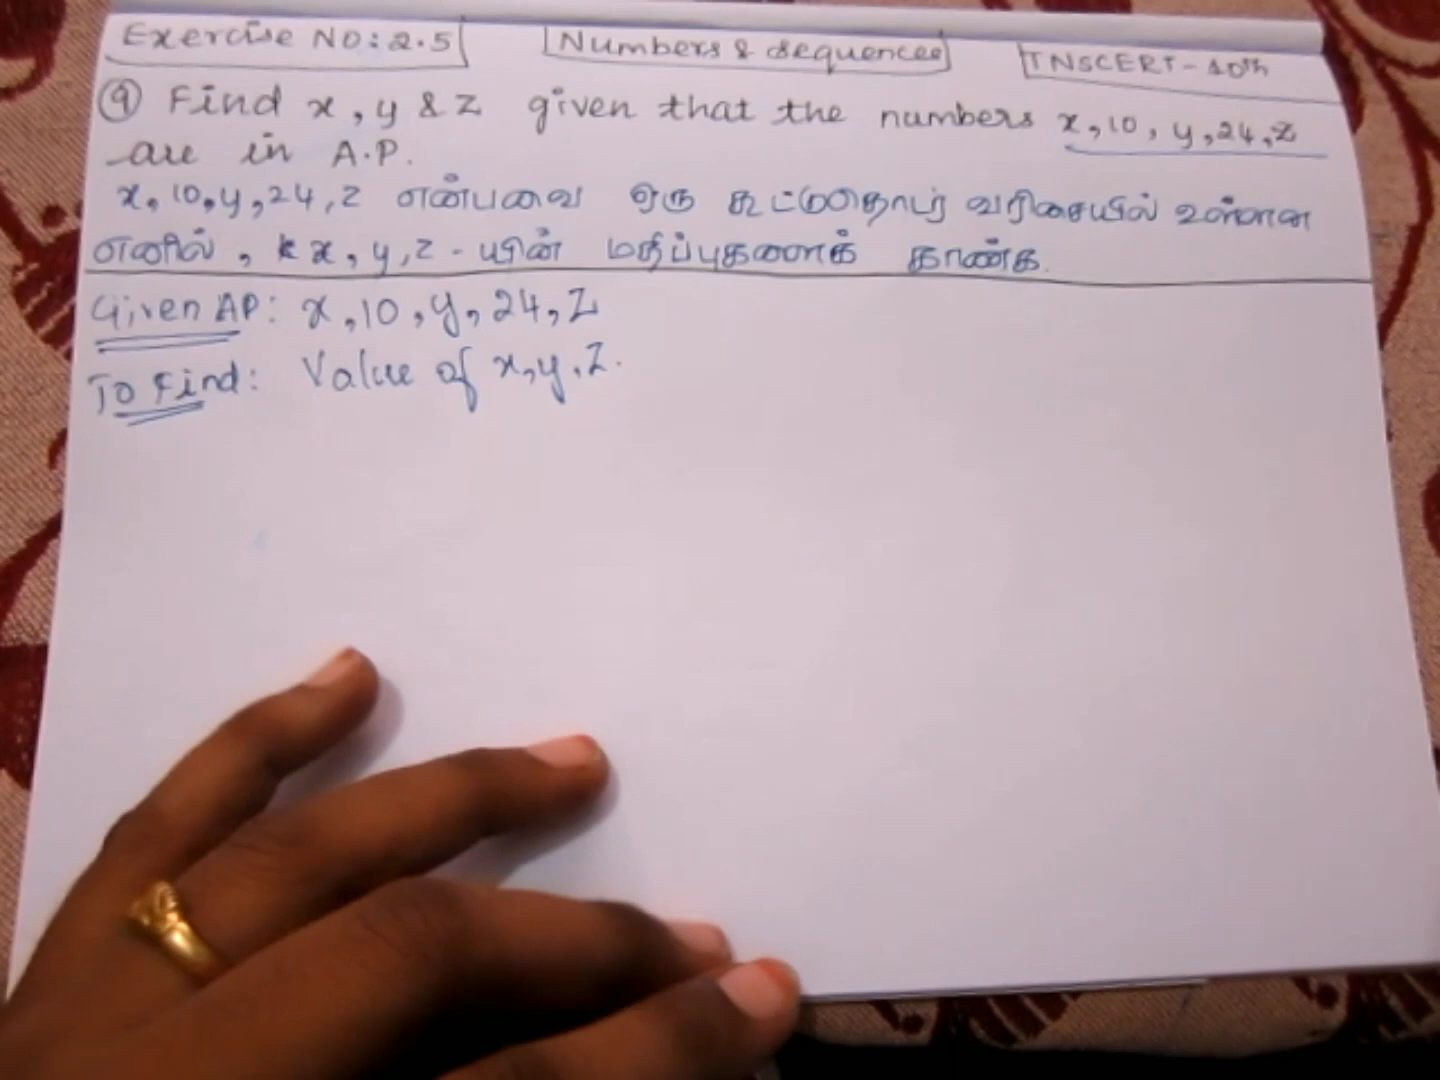 Exercise NO: 2.5 Numbers & sequences TNSCERT - 10th
9 Find x, y & z given that the numbers x, 10, y, 24, z
are in A.P.
x, 10, y, 24, z என்பவை ஒரு கூட்டுதொடர் வரிசையில் உள்ளன
எனில், x, y, z - யின் மதிப்புகளைக் காண்க.
Given AP: x, 10, y, 24, Z
To Find: Value of x, y, Z.